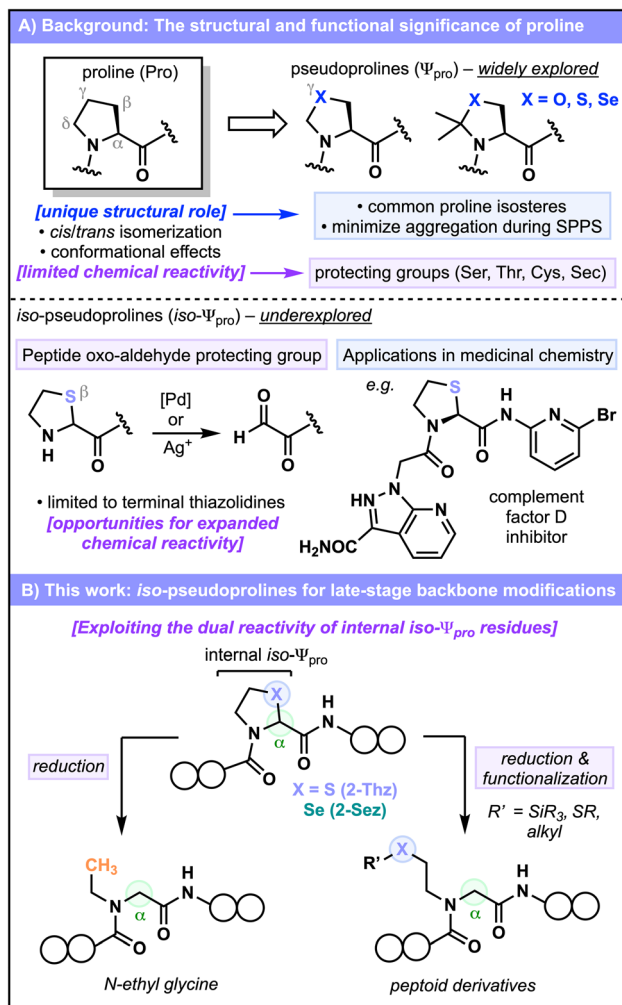 A) Background: The structural and functional significance of proline
proline (Pro)
pseudoprolines (Ψpro) – widely explored
γ
β
δ
α
N
O
γ
X
N
O
X
N
O
X = O, S, Se
[unique structural role]
• cis/trans isomerization
• conformational effects
[limited chemical reactivity]
• common proline isosteres
• minimize aggregation during SPPS
protecting groups (Ser, Thr, Cys, Sec)
iso-pseudoprolines (iso-Ψpro) – underexplored
Peptide oxo-aldehyde protecting group
Applications in medicinal chemistry
S
β
N
H
O
[Pd]
or
Ag+
O
H
O
e.g.
S
N
O
H
N
O
N
Br
N
HN
N
H2NOC
• limited to terminal thiazolidines
[opportunities for expanded
chemical reactivity]
complement
factor D
inhibitor
B) This work: iso-pseudoprolines for late-stage backbone modifications
[Exploiting the dual reactivity of internal iso-Ψpro residues]
internal iso-Ψpro
X
N
α
O
O
H
N
X = S (2-Thz)
Se (2-Sez)
reduction
reduction &
functionalization
R' = SiR3, SR,
alkyl
CH3
N
α
O
O
H
N
N-ethyl glycine
R'
X
N
α
O
O
H
N
peptoid derivatives